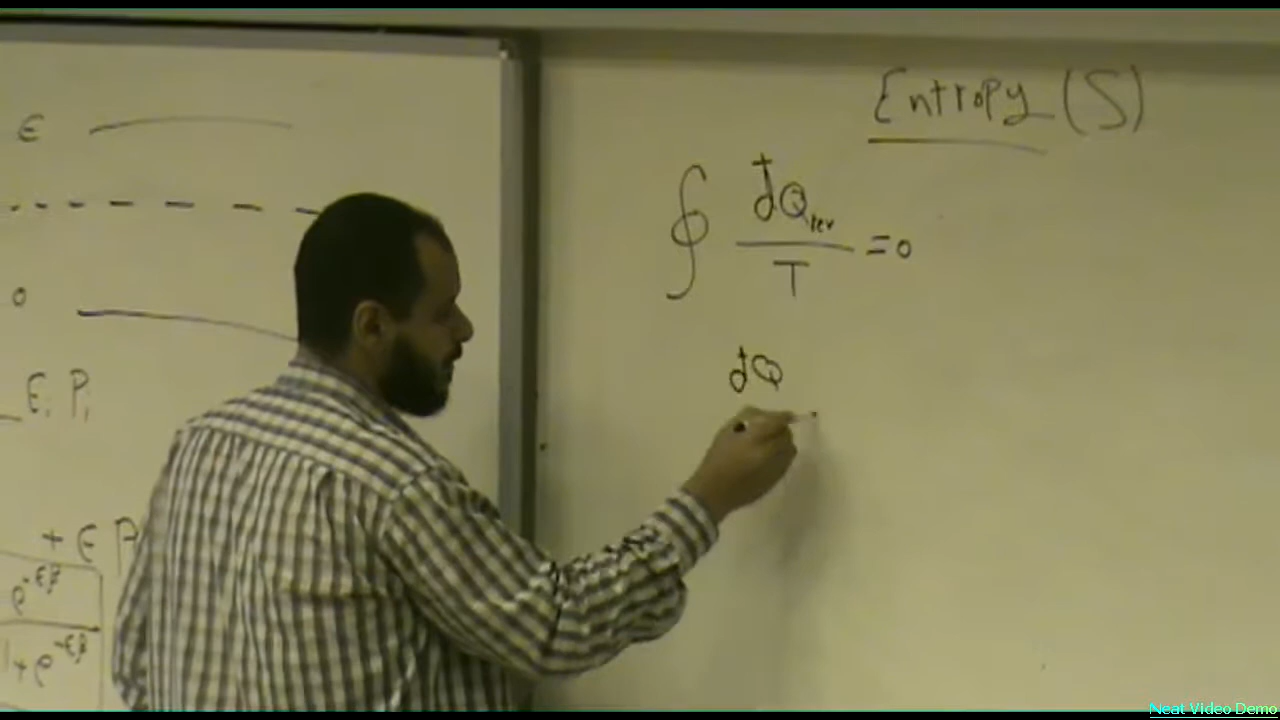 ϵ
0
ϵ, P,
+ ϵ P
e^-ϵβ
1+e^-ϵβ
Entropy (S)
∮ đQrev / T = 0
đQ
Neat Video Demo